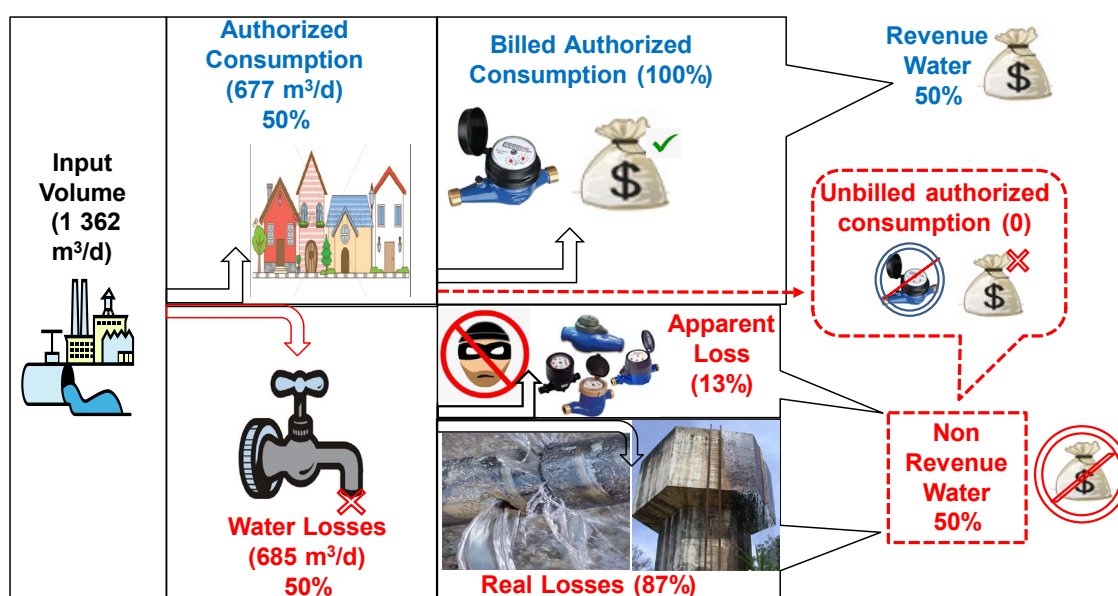 Input
Volume
(1 362
m³/d)
Authorized
Consumption
(677 m³/d)
50%
Billed Authorized
Consumption (100%)
Revenue
Water
50%
$
$
Unbilled authorized
consumption (0)
$
Water Losses
(685 m³/d)
50%
Apparent
Loss
(13%)
Real Losses (87%)
Non
Revenue
Water
50%
$